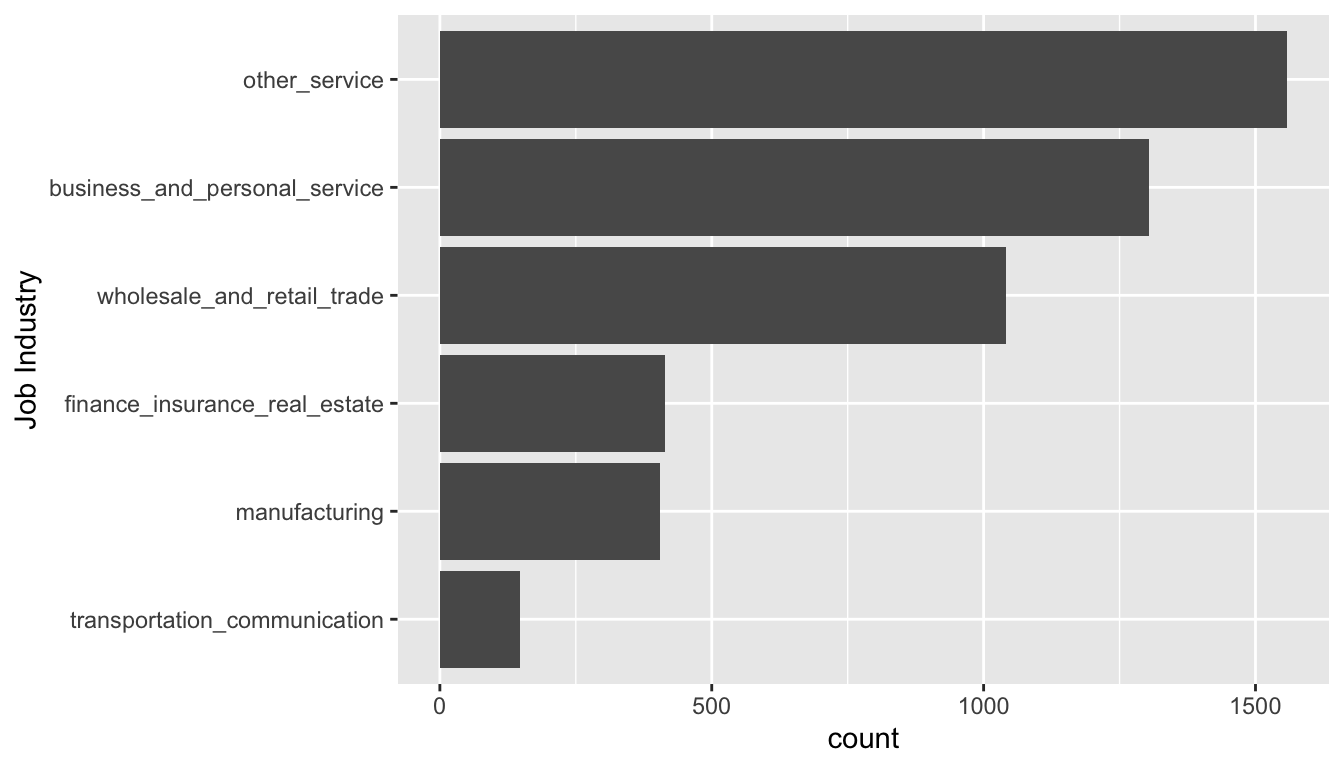 other_service
business_and_personal_service
wholesale_and_retail_trade
finance_insurance_real_estate
manufacturing
transportation_communication
Job Industry
0 500 1000 1500
count